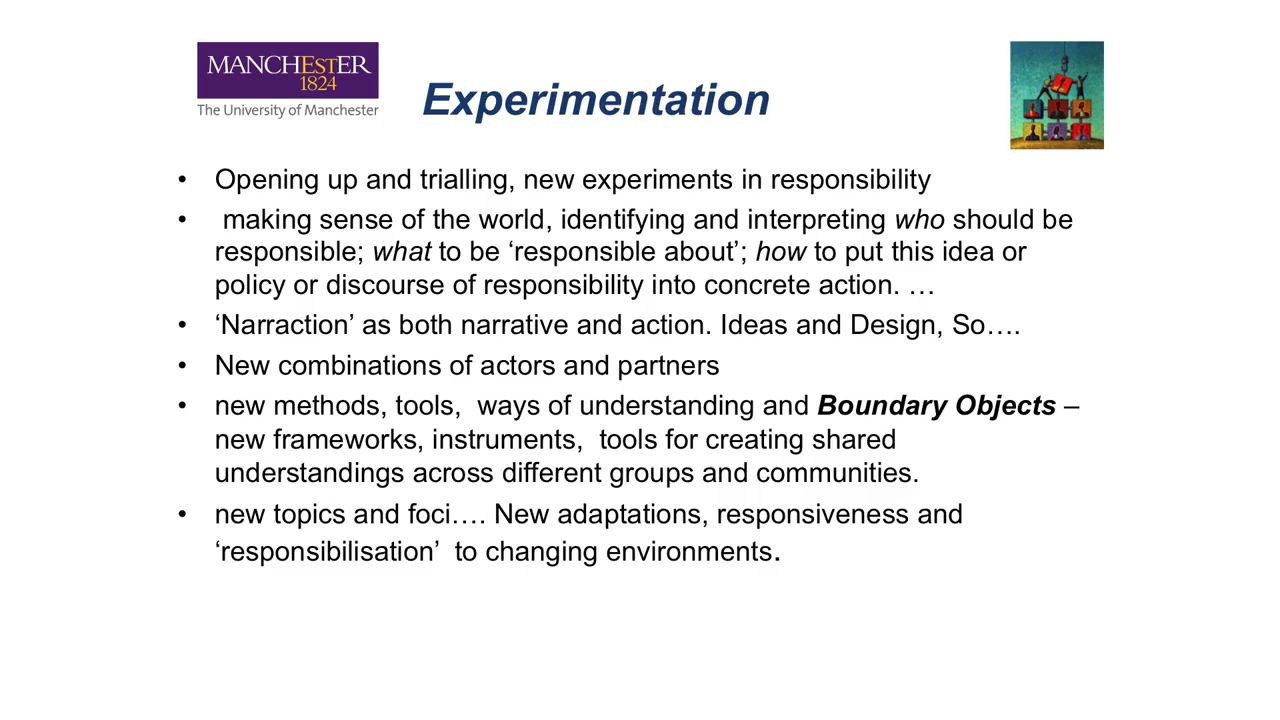 MANCHESTER
1824
The University of Manchester
Experimentation
• Opening up and trialling, new experiments in responsibility
• making sense of the world, identifying and interpreting who should be
responsible; what to be ‘responsible about’; how to put this idea or
policy or discourse of responsibility into concrete action. …
• ‘Narraction’ as both narrative and action. Ideas and Design, So….
• New combinations of actors and partners
• new methods, tools, ways of understanding and Boundary Objects –
new frameworks, instruments, tools for creating shared
understandings across different groups and communities.
• new topics and foci…. New adaptations, responsiveness and
‘responsibilisation’ to changing environments.